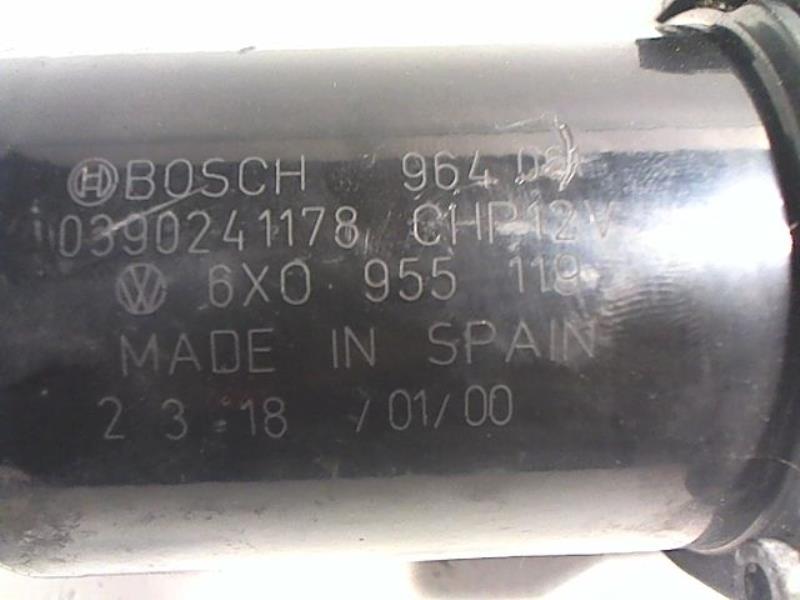 BOSCH 964
0390241178 CHP12V
6X0 955 119
MADE IN SPAIN
2 3 18 /01/00